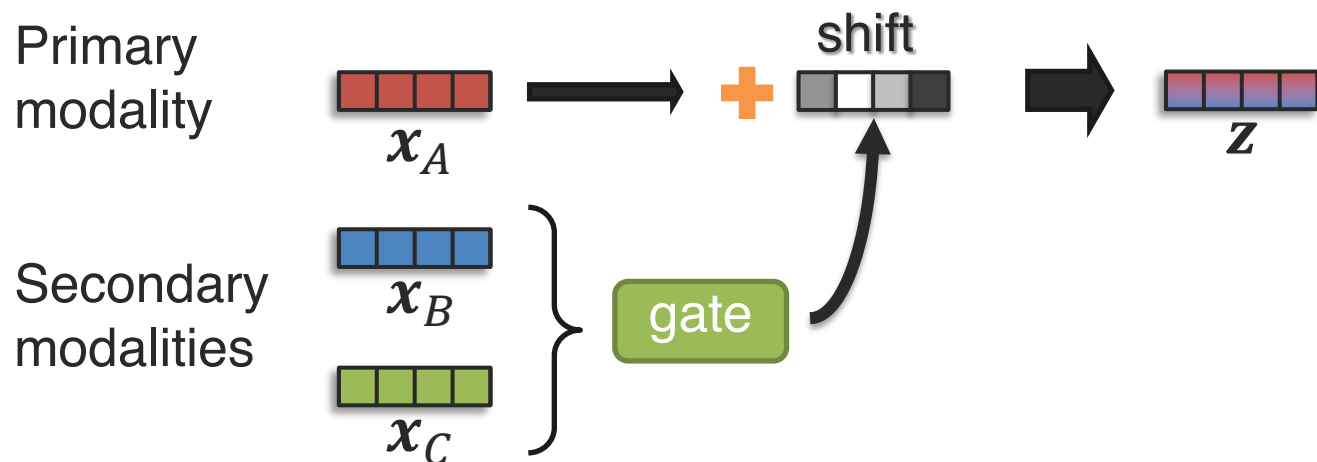 Primary
modality
x_A
shift
z
Secondary
modalities
x_B
x_C
gate